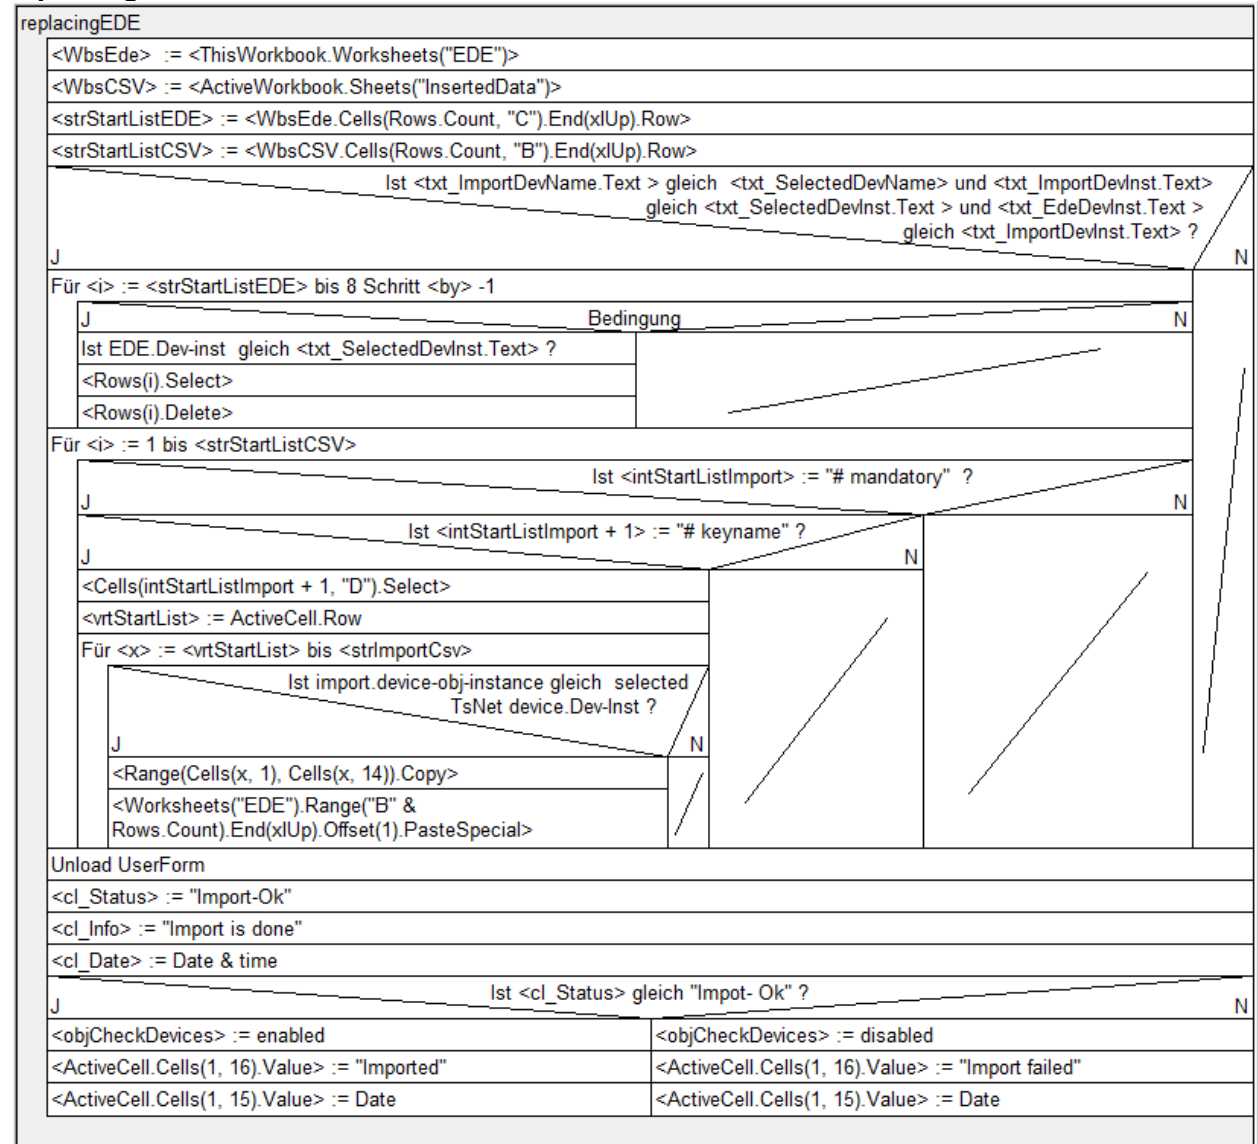 replacingEDE
<WbsEde> := <ThisWorkbook.Worksheets("EDE")>
<WbsCSV> := <ActiveWorkbook.Sheets("InsertedData")>
<strStartListEDE> := <WbsEde.Cells(Rows.Count, "C").End(xlUp).Row>
<strStartListCSV> := <WbsCSV.Cells(Rows.Count, "B").End(xlUp).Row>
Ist <txt_ImportDevName.Text > gleich <txt_SelectedDevName> und <txt_ImportDevInst.Text>
gleich <txt_SelectedDevInst.Text > und <txt_EdeDevInst.Text >
gleich <txt_ImportDevInst.Text> ?
J N
Für <i> := <strStartListEDE> bis 8 Schritt <by> -1
J Bedingung N
Ist EDE.Dev-inst gleich <txt_SelectedDevInst.Text> ?
<Rows(i).Select>
<Rows(i).Delete>
Für <i> := 1 bis <strStartListCSV>
Ist <intStartListImport> := "# mandatory" ?
J N
Ist <intStartListImport + 1> := "# keyname" ?
J N
<Cells(intStartListImport + 1, "D").Select>
<vrtStartList> := ActiveCell.Row
Für <x> := <vrtStartList> bis <strImportCsv>
Ist import.device-obj-instance gleich selected
TsNet device.Dev-Inst ?
J N
<Range(Cells(x, 1), Cells(x, 14)).Copy>
<Worksheets("EDE").Range("B" &
Rows.Count).End(xlUp).Offset(1).PasteSpecial>
Unload UserForm
<cl_Status> := "Import-Ok"
<cl_Info> := "Import is done"
<cl_Date> := Date & time
Ist <cl_Status> gleich "Impot- Ok" ?
J N
<objCheckDevices> := enabled <objCheckDevices> := disabled
<ActiveCell.Cells(1, 16).Value> := "Imported" <ActiveCell.Cells(1, 16).Value> := "Import failed"
<ActiveCell.Cells(1, 15).Value> := Date <ActiveCell.Cells(1, 15).Value> := Date